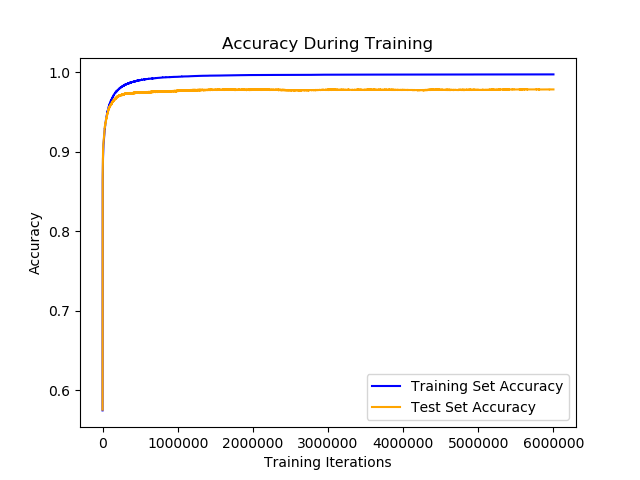 Accuracy During Training
1.0
0.9
0.8
0.7
0.6
Accuracy
Training Set Accuracy
Test Set Accuracy
0 1000000 2000000 3000000 4000000 5000000 6000000
Training Iterations